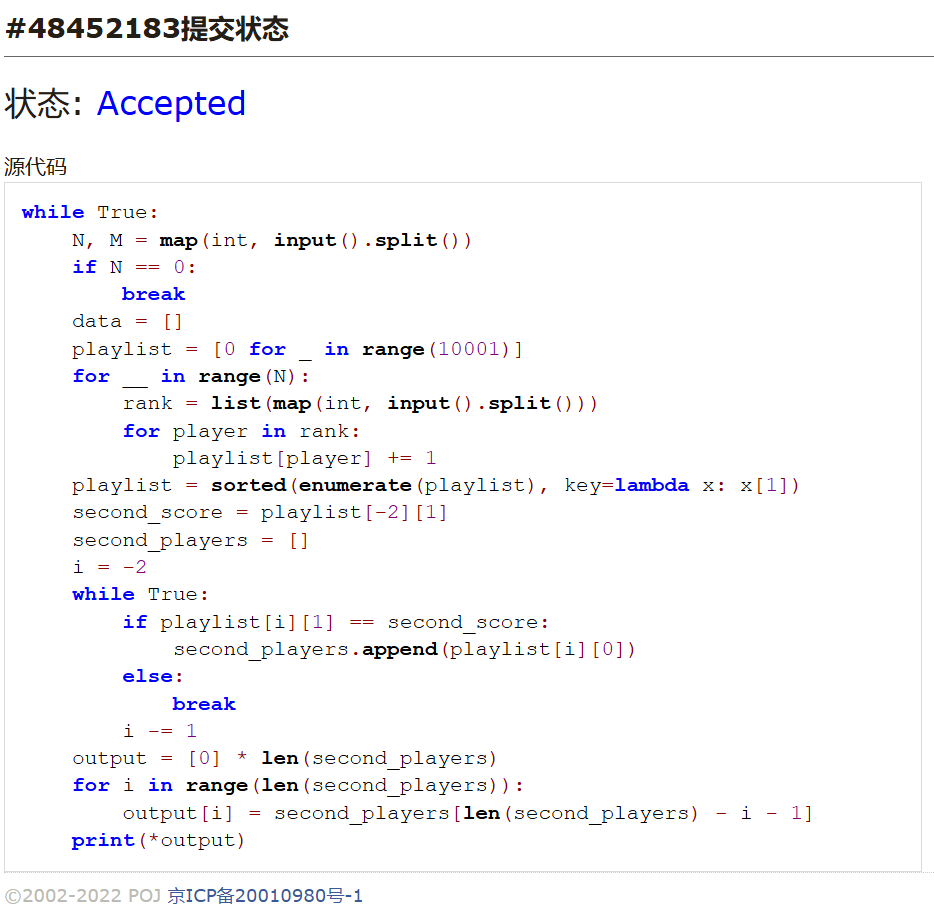 #48452183提交状态
状态: Accepted
源代码
while True:
    N, M = map(int, input().split())
    if N == 0:
        break
    data = []
    playlist = [0 for _ in range(10001)]
    for __ in range(N):
        rank = list(map(int, input().split()))
        for player in rank:
            playlist[player] += 1
    playlist = sorted(enumerate(playlist), key=lambda x: x[1])
    second_score = playlist[-2][1]
    second_players = []
    i = -2
    while True:
        if playlist[i][1] == second_score:
            second_players.append(playlist[i][0])
        else:
            break
        i -= 1
    output = [0] * len(second_players)
    for i in range(len(second_players)):
        output[i] = second_players[len(second_players) - i - 1]
    print(*output)
©2002-2022 POJ 京ICP备20010980号-1